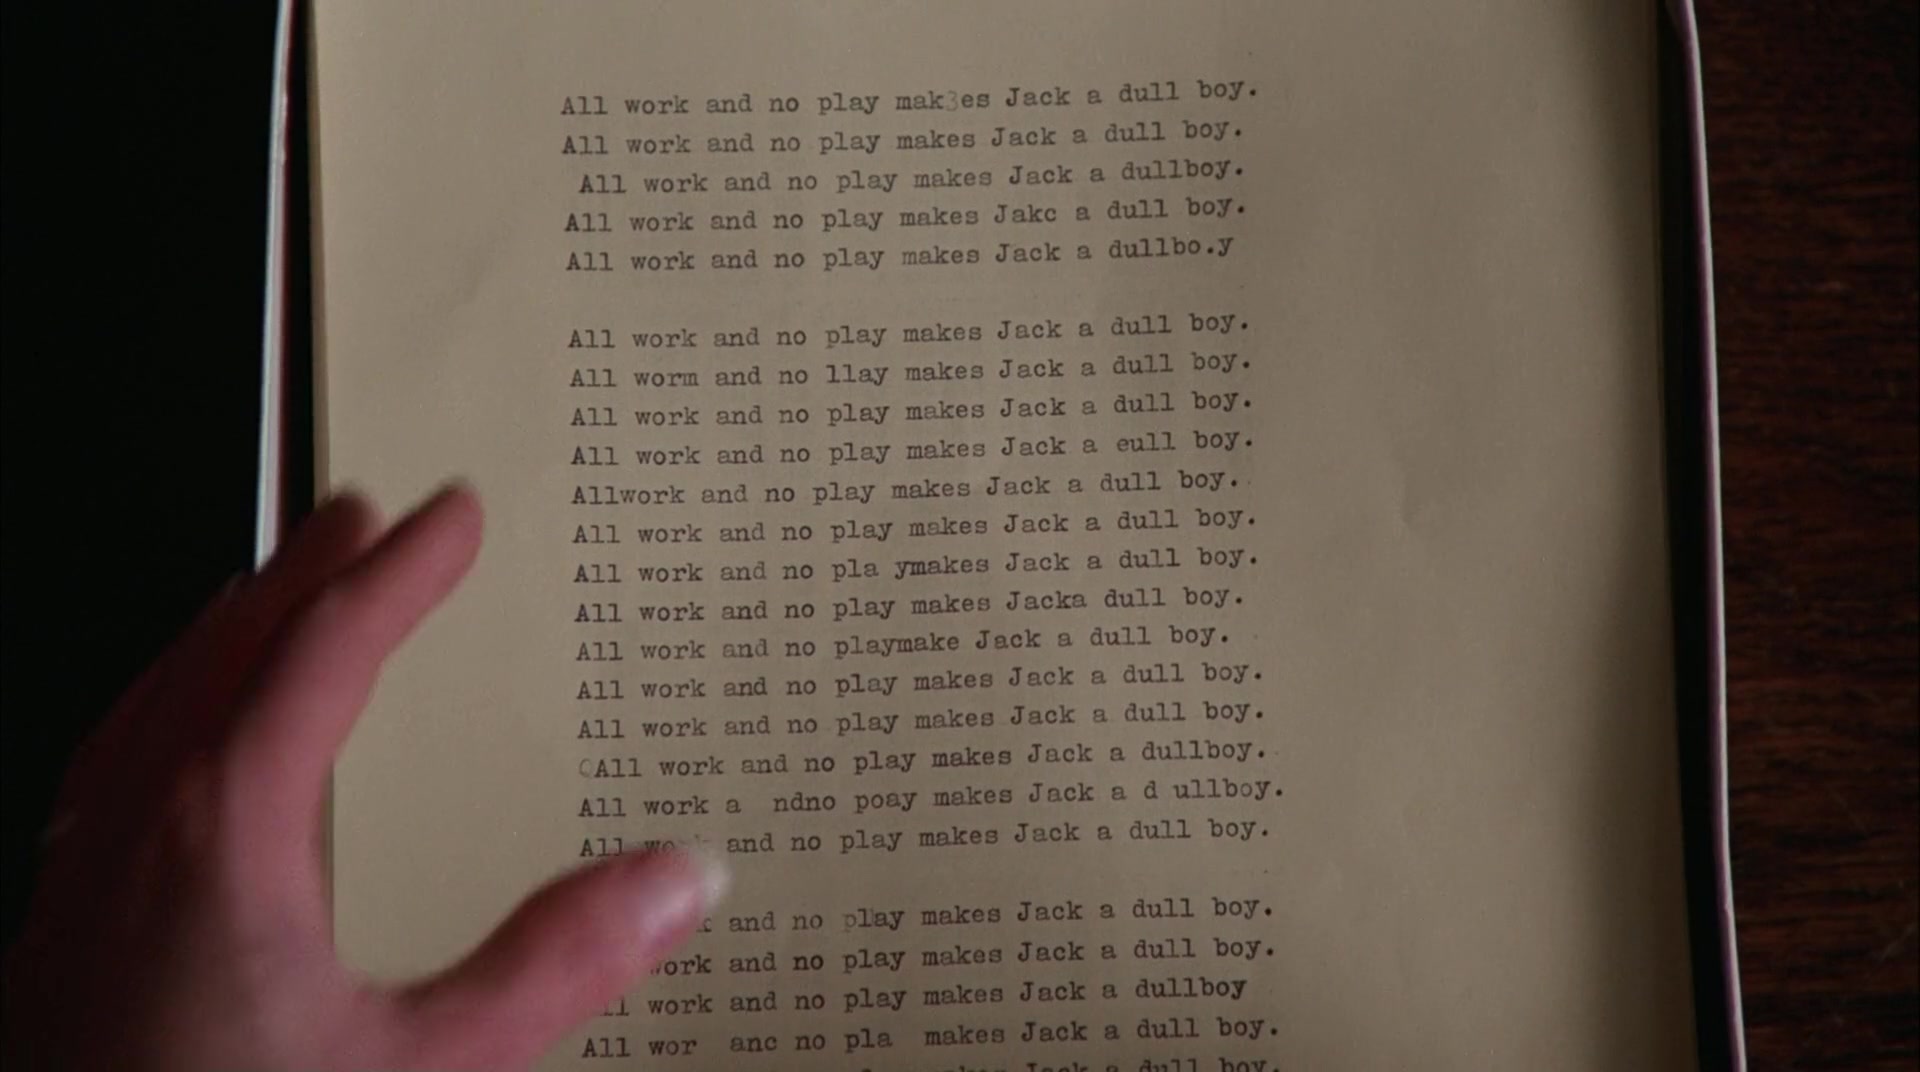 All work and no play mak3es Jack a dull boy.
All work and no play makes Jack a dull boy.
All work and no play makes Jack a dullboy.
All work and no play makes Jakc a dull boy.
All work and no play makes Jack a dullbo.y
All work and no play makes Jack a dull boy.
All worm and no llay makes Jack a dull boy.
All work and no play makes Jack a dull boy.
All work and no play makes Jack a eull boy.
Allwork and no play makes Jack a dull boy.
All work and no play makes Jack a dull boy.
All work and no pla ymakes Jack a dull boy.
All work and no play makes Jacka dull boy.
All work and no playmake Jack a dull boy.
All work and no play makes Jack a dull boy.
All work and no play makes Jack a dull boy.
QAll work and no play makes Jack a dullboy.
All work a  ndno poay makes Jack a d ullboy.
All work and no play makes Jack a dull boy.
and no play makes Jack a dull boy.
work and no play makes Jack a dull boy.
work and no play makes Jack a dullboy
All wor  anc no pla  makes Jack a dull boy.
Jack a dull boy.